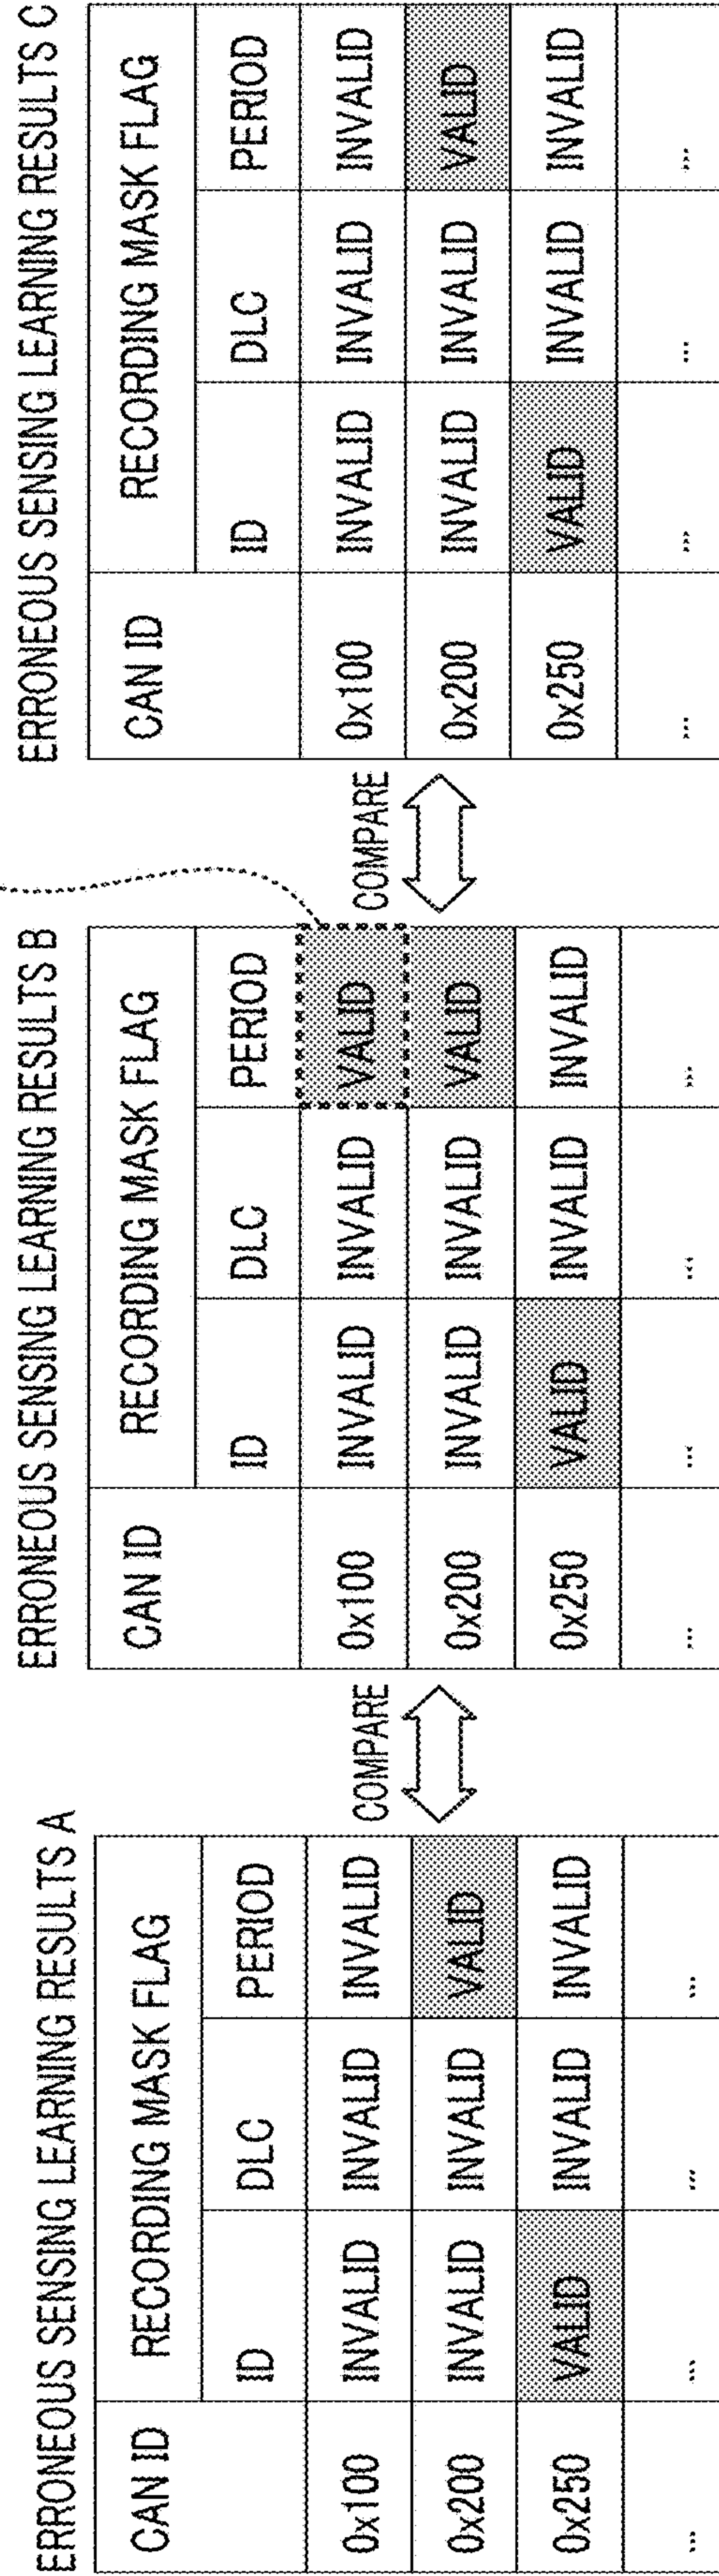 ERRONEOUS SENSING LEARNING RESULTS A
CAN ID RECORDING MASK FLAG
ID DLC PERIOD
0x100 INVALID INVALID INVALID
0x200 INVALID INVALID VALID
0x250 VALID INVALID INVALID
... ... ... ...
COMPARE
ERRONEOUS SENSING LEARNING RESULTS B
CAN ID RECORDING MASK FLAG
ID DLC PERIOD
0x100 INVALID INVALID VALID
0x200 INVALID INVALID VALID
0x250 VALID INVALID INVALID
... ... ... ...
COMPARE
ERRONEOUS SENSING LEARNING RESULTS C
CAN ID RECORDING MASK FLAG
ID DLC PERIOD
0x100 INVALID INVALID INVALID
0x200 INVALID INVALID VALID
0x250 VALID INVALID INVALID
... ... ... ...